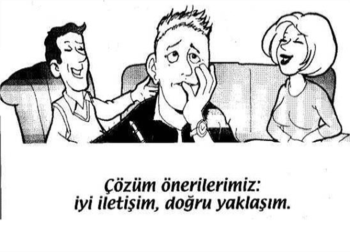 Çözüm önerilerimiz:
iyi iletişim, doğru yaklaşım.